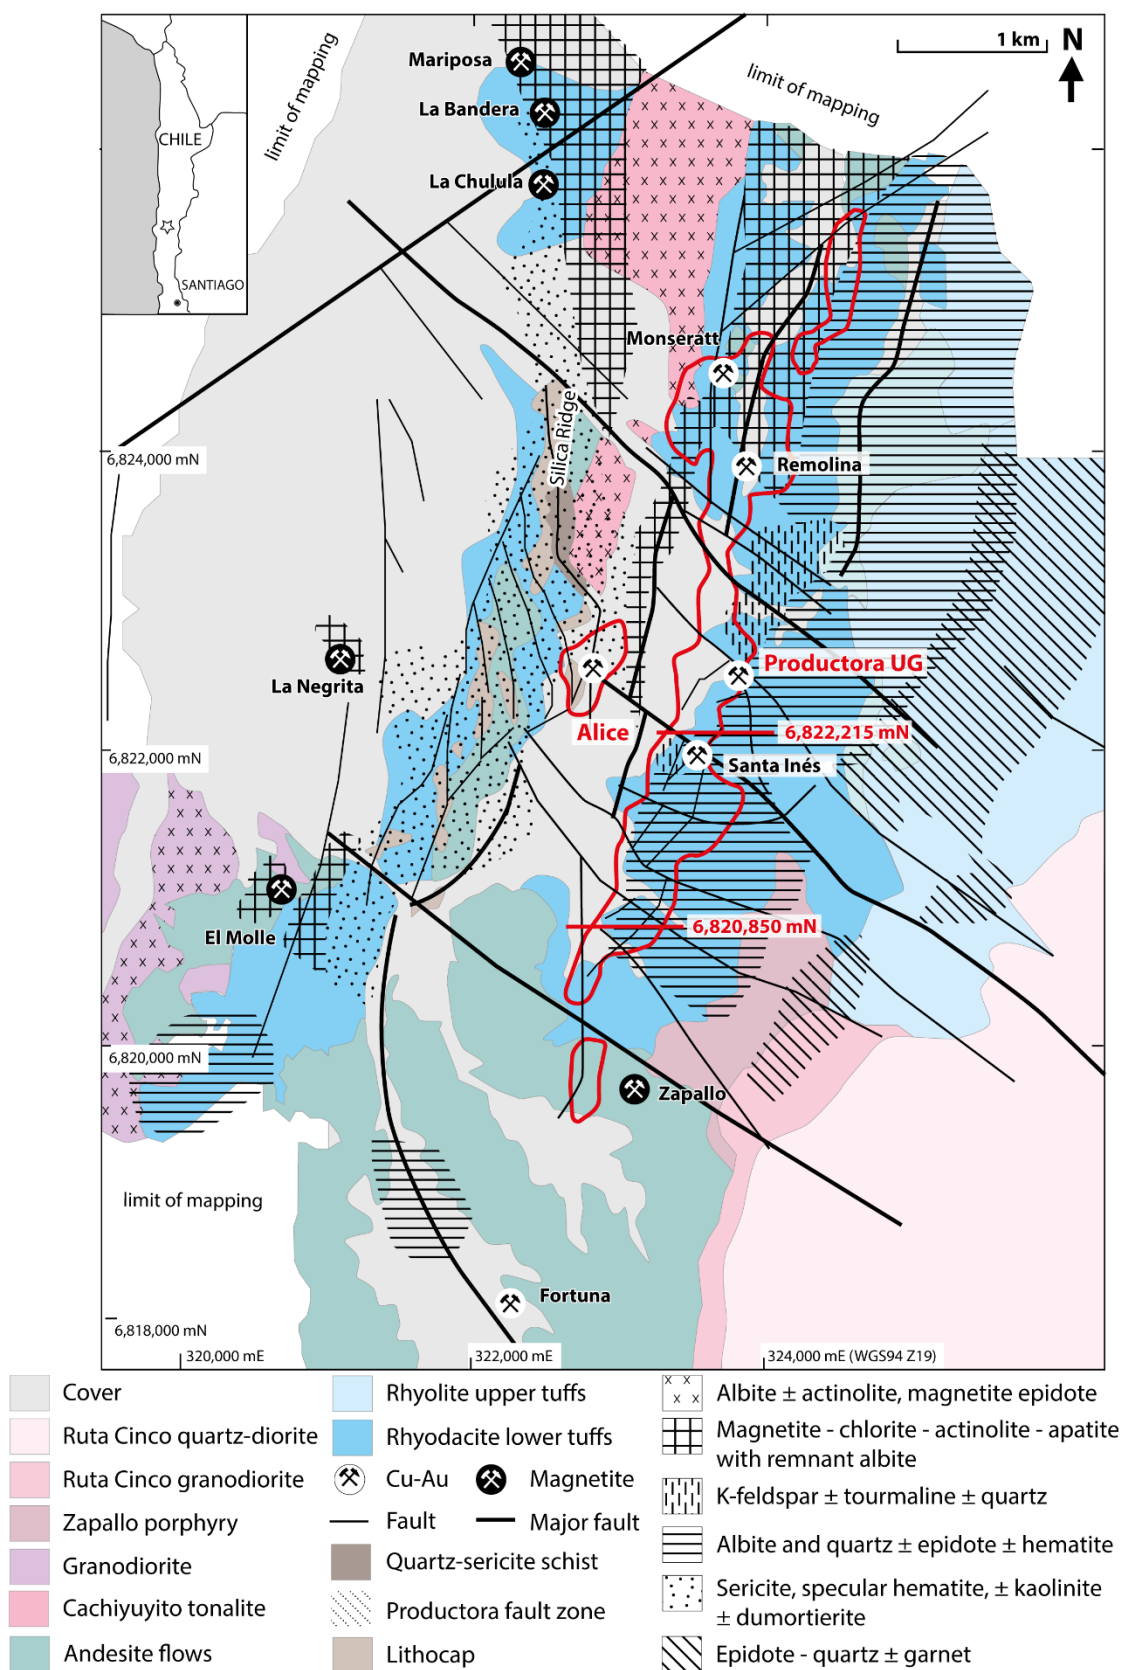 Mariposa
1 km
N
limit of mapping
limit of mapping
La Bandera
CHILE
La Chulula
SANTIAGO
Monseratt
Silica Ridge
6,824,000 mN
Remolina
Productora UG
La Negrita
Alice
6,822,215 mN
6,822,000 mN
Santa Inés
6,820,850 mN
El Molle
6,820,000 mN
Zapallo
limit of mapping
Fortuna
6,818,000 mN
320,000 mE
322,000 mE
324,000 mE (WGS94 Z19)
Cover
Ruta Cinco quartz-diorite
Ruta Cinco granodiorite
Zapallo porphyry
Granodiorite
Cachiyuyito tonalite
Andesite flows
Rhyolite upper tuffs
Rhyodacite lower tuffs
Cu-Au
Magnetite
Fault
Major fault
Quartz-sericite schist
Productora fault zone
Lithocap
Albite ± actinolite, magnetite epidote
Magnetite - chlorite - actinolite - apatite
with remnant albite
K-feldspar ± tourmaline ± quartz
Albite and quartz ± epidote ± hematite
Sericite, specular hematite, ± kaolinite
± dumortierite
Epidote - quartz ± garnet